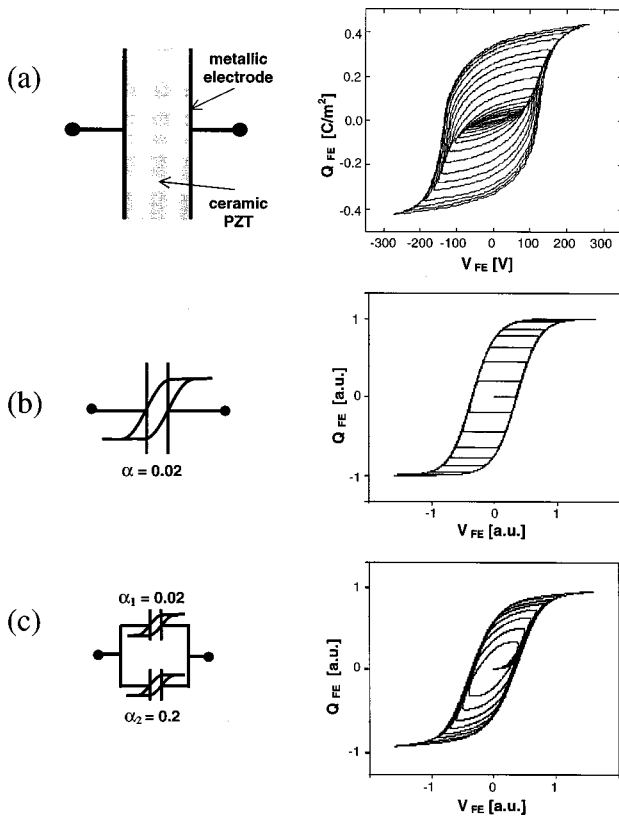 (a)
metallic
electrode
ceramic
PZT
Q FE [C/m²]
0.4
0.2
0.0
-0.2
-0.4
-300 -200 -100 0 100 200 300
V FE [V]
(b)
α = 0.02
Q FE [a.u.]
1
0
-1
-1 0 1
V FE [a.u.]
(c)
α₁ = 0.02
α₂ = 0.2
Q FE [a.u.]
1
0
-1
-1 0 1
V FE [a.u.]